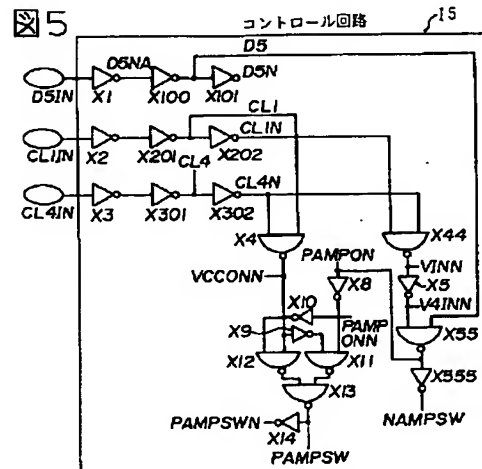 図5
コントロール回路
15
D5
D5NA
D5N
D5IN
X1
X100
X101
CL1
CL1N
CL1IN
X2
X201
X202
CL4
CL4N
CL4IN
X3
X301
X302
X4
X44
PAMPON
VINN
VCCONN
X8
X5
V4INN
X10
PAMP
ONN
X9
X55
X12
X11
X13
X555
PAMPSWN
X14
NAMPSW
PAMPSW